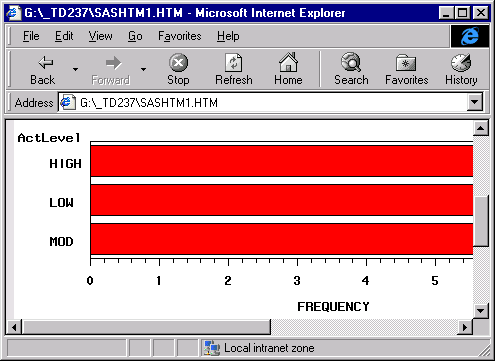 G:\_TD237\SASHTM1.HTM - Microsoft Internet Explorer
File Edit View Go Favorites Help
Back Forward Stop Refresh Home Search Favorites History
Address G:\_TD237\SASHTM1.HTM
ActLevel
HIGH
LOW
MOD
0 1 2 3 4 5
FREQUENCY
Local intranet zone